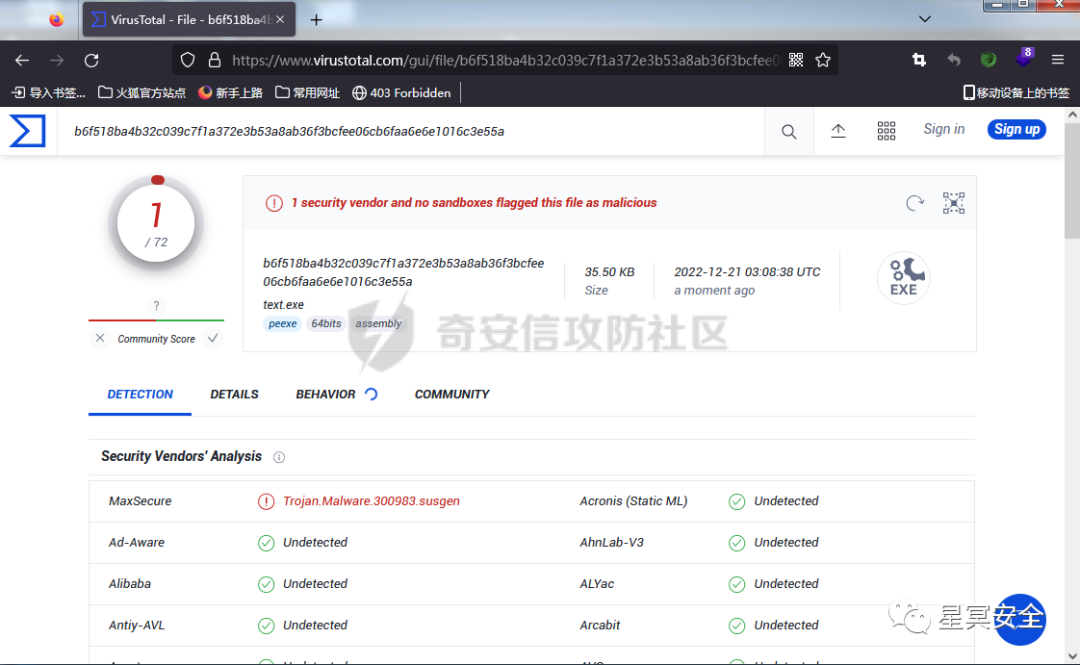 VirusTotal - File - b6f518ba4b
https://www.virustotal.com/gui/file/b6f518ba4b32c039c7f1a372e3b53a8ab36f3bcfee0
8
导入书签... 火狐官方站点 新手上路 常用网址 403 Forbidden 移动设备上的书签
b6f518ba4b32c039c7f1a372e3b53a8ab36f3bcfee06cb6faa6e6e1016c3e55a
Sign in Sign up
1
/ 72
?
Community Score
1 security vendor and no sandboxes flagged this file as malicious
b6f518ba4b32c039c7f1a372e3b53a8ab36f3bcfee
06cb6faa6e6e1016c3e55a
text.exe
peexe 64bits assembly
35.50 KB
Size
2022-12-21 03:08:38 UTC
a moment ago
EXE
奇安信攻防社区
DETECTION DETAILS BEHAVIOR COMMUNITY
Security Vendors' Analysis
MaxSecure Trojan.Malware.300983.susgen Acronis (Static ML) Undetected
Ad-Aware Undetected AhnLab-V3 Undetected
Alibaba Undetected ALYac Undetected
Antiy-AVL Undetected Arcabit Undetected
星冥安全